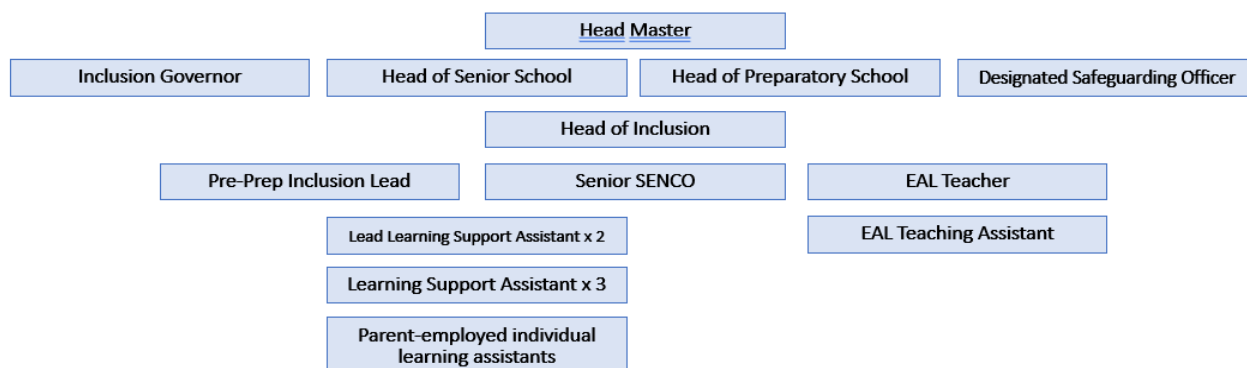 Head Master
Inclusion Governor
Head of Senior School
Head of Preparatory School
Designated Safeguarding Officer
Head of Inclusion
Pre-Prep Inclusion Lead
Senior SENCO
EAL Teacher
Lead Learning Support Assistant x 2
EAL Teaching Assistant
Learning Support Assistant x 3
Parent-employed individual
learning assistants